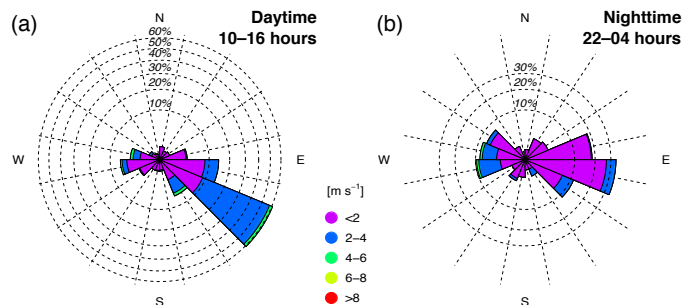 (a)
N
Daytime
10–16 hours
60%
50%
40%
30%
20%
10%
W
E
S
[m s⁻¹]
<2
2–4
4–6
6–8
>8
(b)
N
Nighttime
22–04 hours
30%
20%
10%
W
E
S